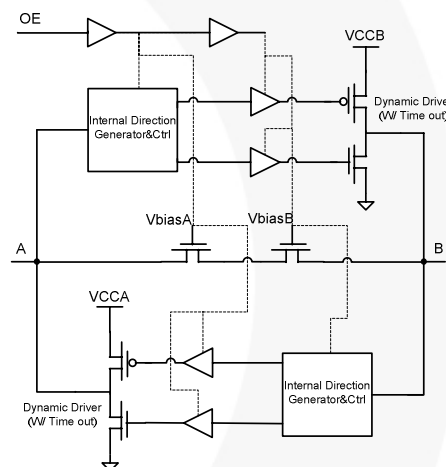 OE
VCCB
Internal Direction
Generator&Ctrl
Dynamic Driver
(W/ Time out)
VbiasA
VbiasB
A
B
VCCA
Internal Direction
Generator&Ctrl
Dynamic Driver
(W/ Time out)